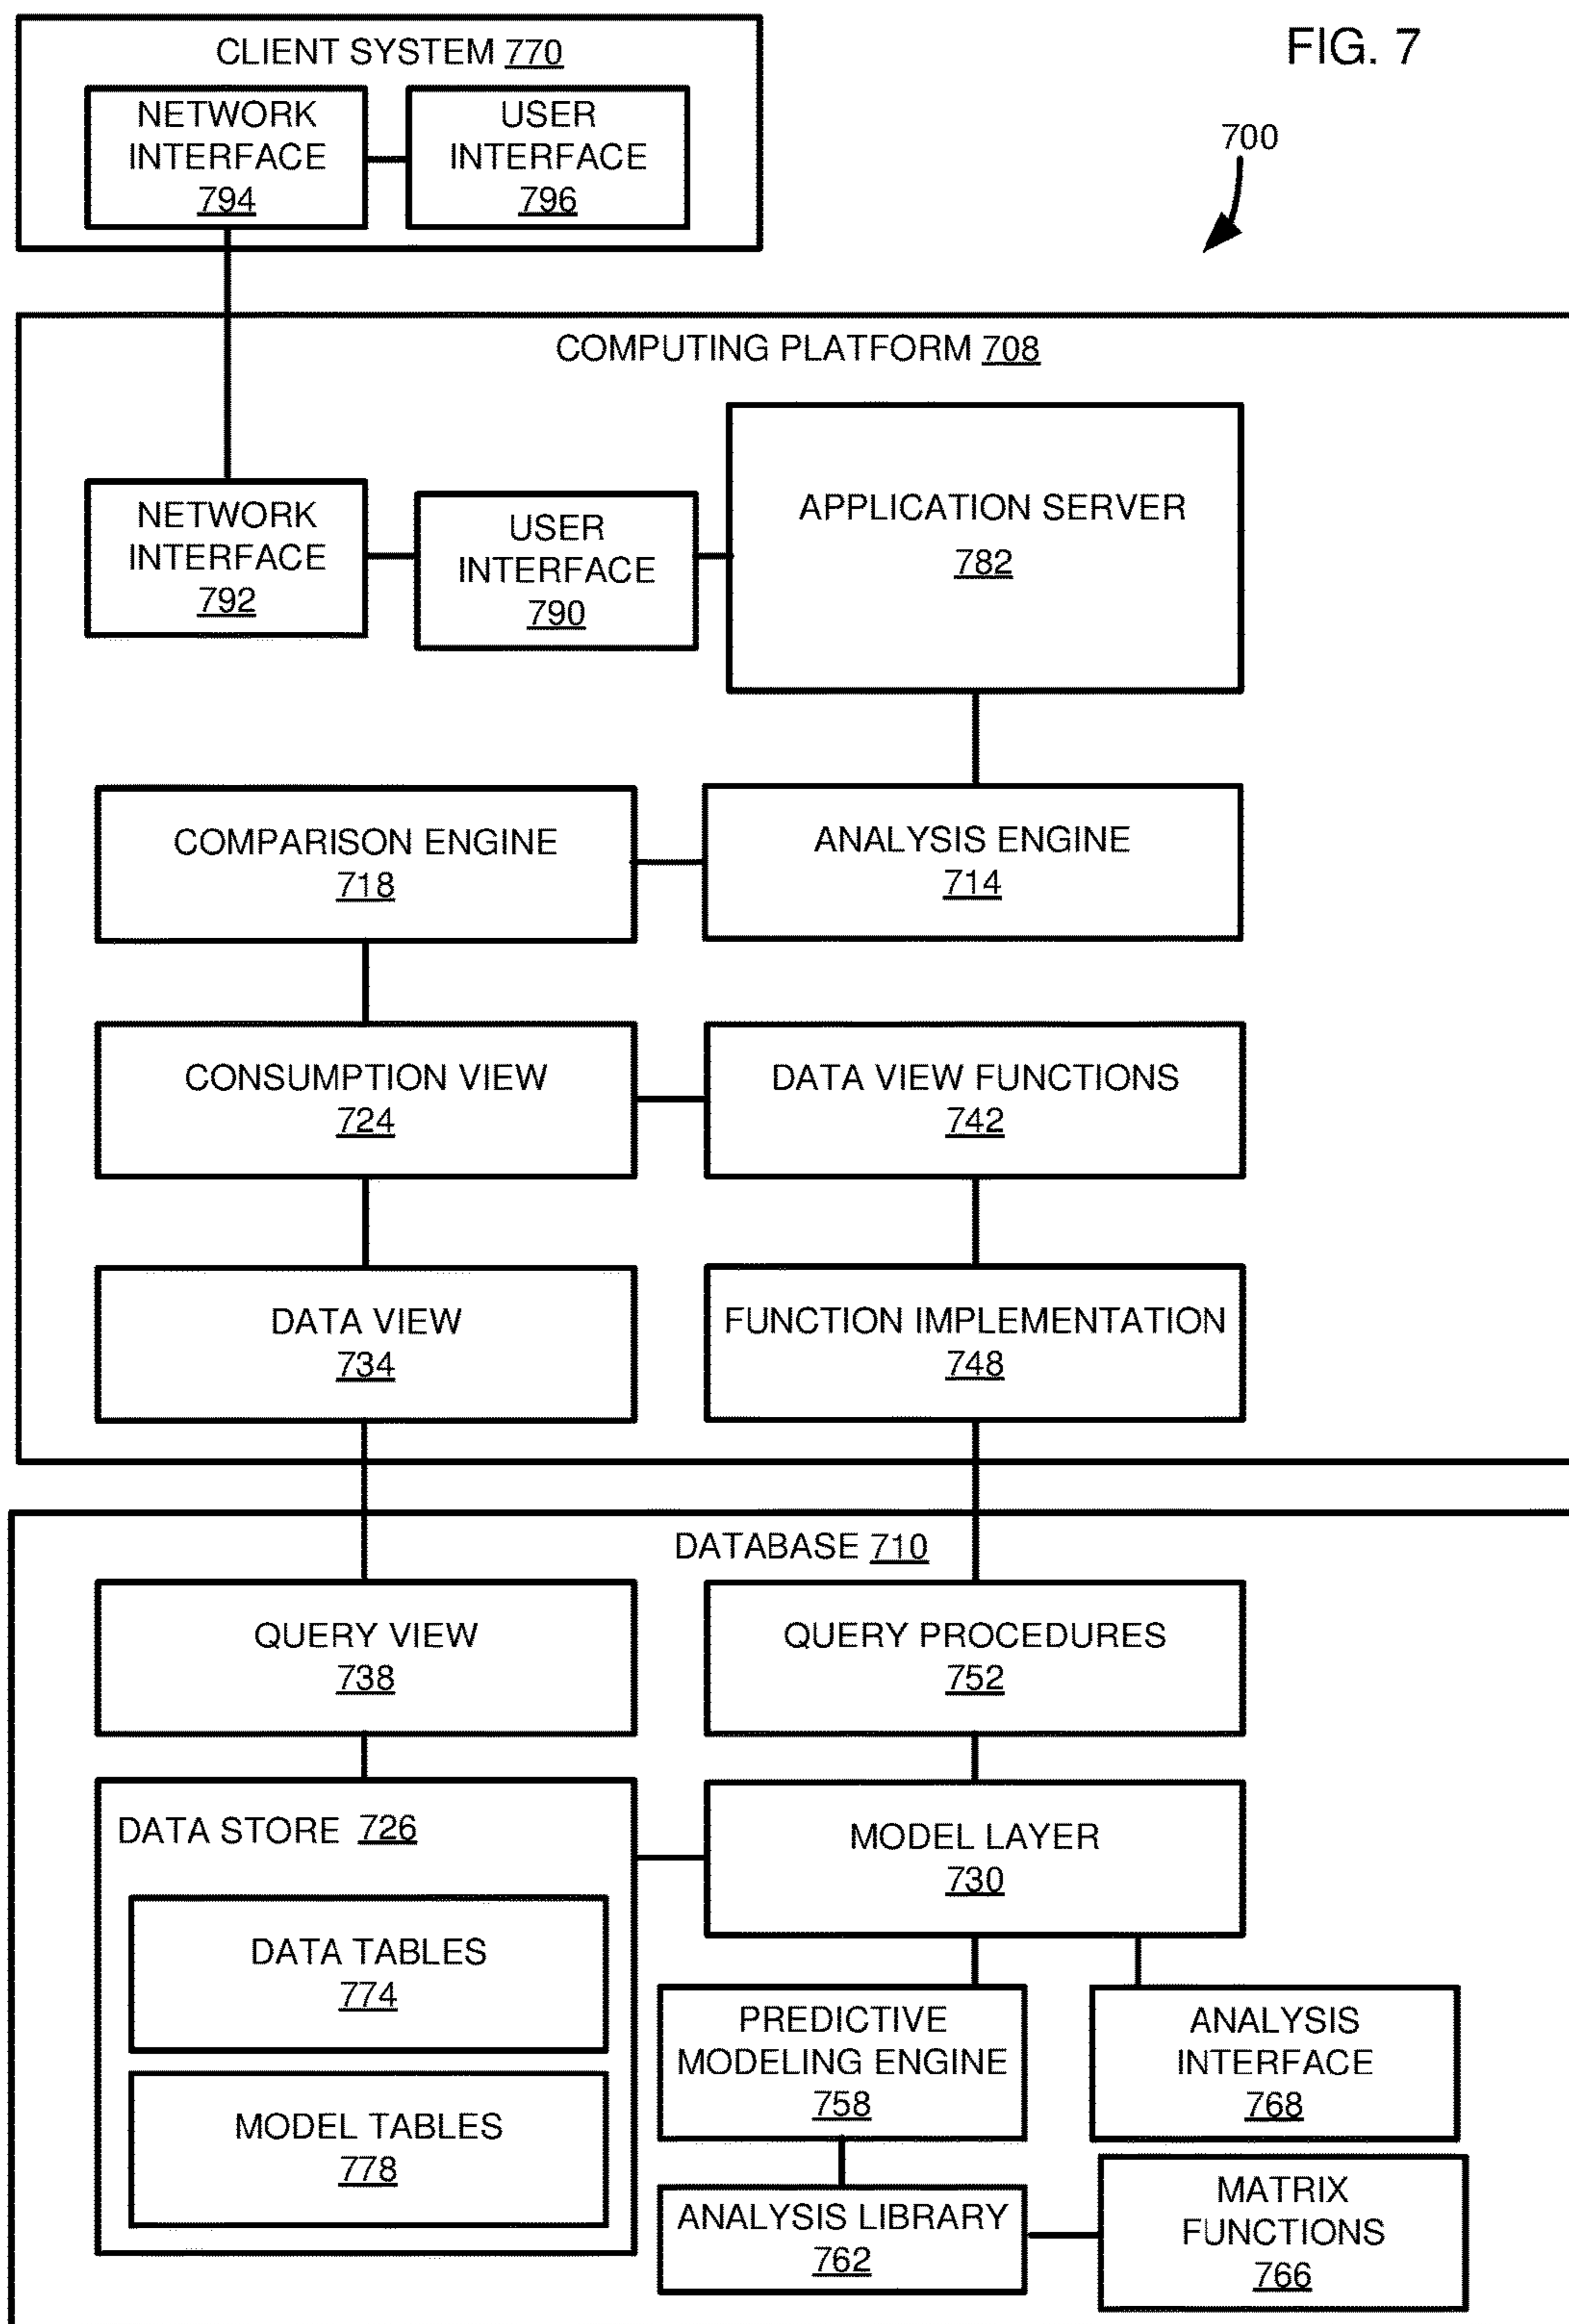 FIG. 7
700
CLIENT SYSTEM 770
NETWORK
INTERFACE
794
USER
INTERFACE
796
COMPUTING PLATFORM 708
NETWORK
INTERFACE
792
USER
INTERFACE
790
APPLICATION SERVER
782
COMPARISON ENGINE
718
ANALYSIS ENGINE
714
CONSUMPTION VIEW
724
DATA VIEW FUNCTIONS
742
DATA VIEW
734
FUNCTION IMPLEMENTATION
748
DATABASE 710
QUERY VIEW
738
QUERY PROCEDURES
752
DATA STORE 726
MODEL LAYER
730
DATA TABLES
774
MODEL TABLES
778
PREDICTIVE
MODELING ENGINE
758
ANALYSIS
INTERFACE
768
ANALYSIS LIBRARY
762
MATRIX
FUNCTIONS
766